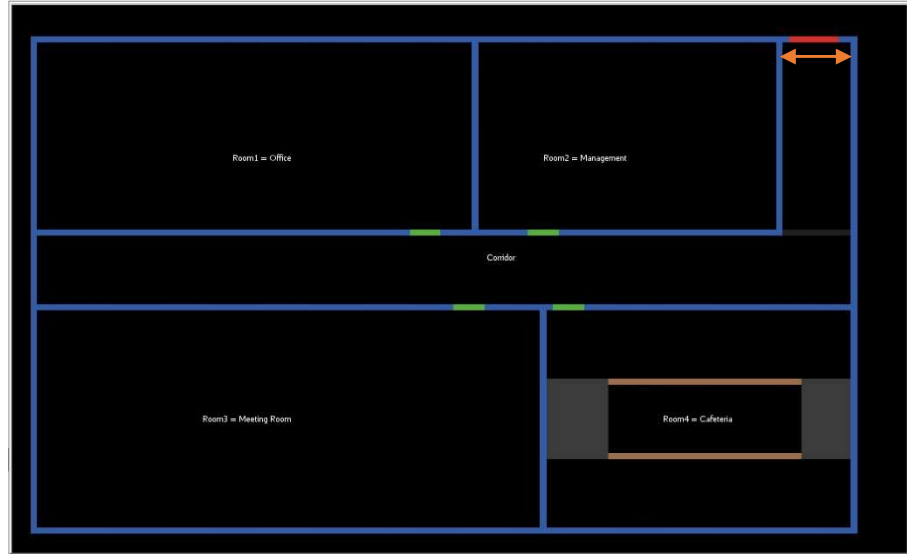 Room1 = Office
Room2 = Management
Corridor
Room3 = Meeting Room
Room4 = Cafeteria